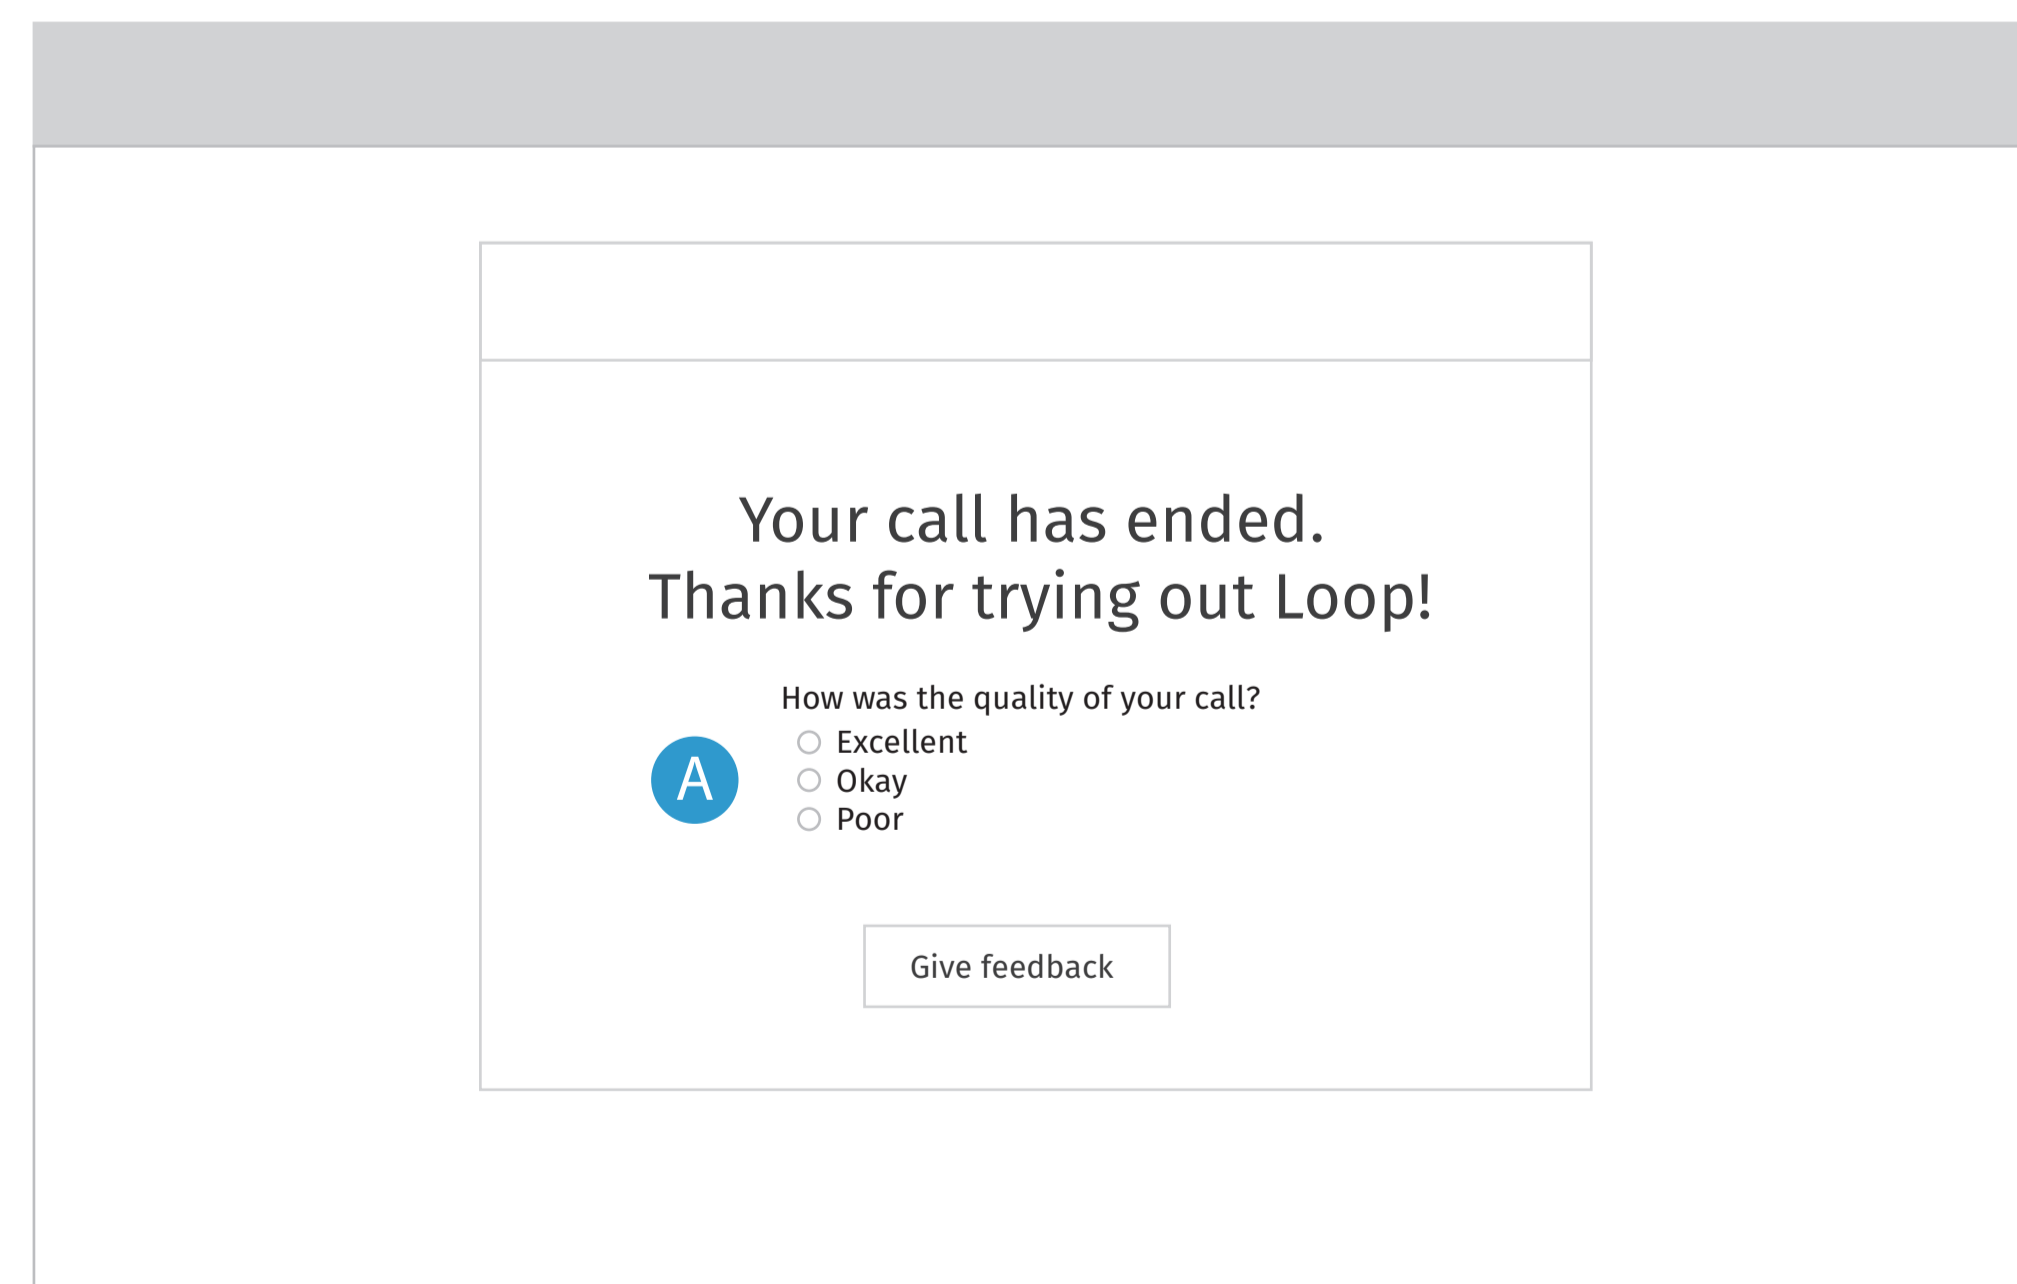 Your call has ended.
Thanks for trying out Loop!
How was the quality of your call?
A
Excellent
Okay
Poor
Give feedback